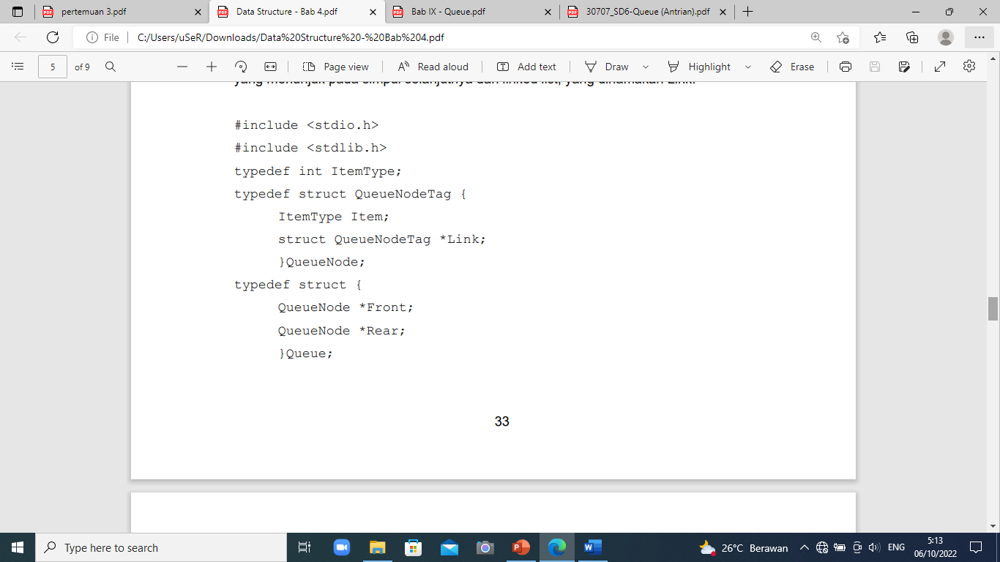 pertemuan 3.pdf
Data Structure - Bab 4.pdf
Bab IX - Queue.pdf
30707_SD6-Queue (Antrian).pdf
File
C:/Users/uSeR/Downloads/Data%20Structure%20-%20Bab%204.pdf
5 of 9
Page view
Read aloud
Add text
Draw
Highlight
Erase
yang menunjuk pada simpul selanjutnya dari linked list, yang dinamakan Link.
#include <stdio.h>
#include <stdlib.h>
typedef int ItemType;
typedef struct QueueNodeTag {
ItemType Item;
struct QueueNodeTag *Link;
}QueueNode;
typedef struct {
QueueNode *Front;
QueueNode *Rear;
}Queue;
33
Type here to search
26°C Berawan
ENG
5:13
06/10/2022